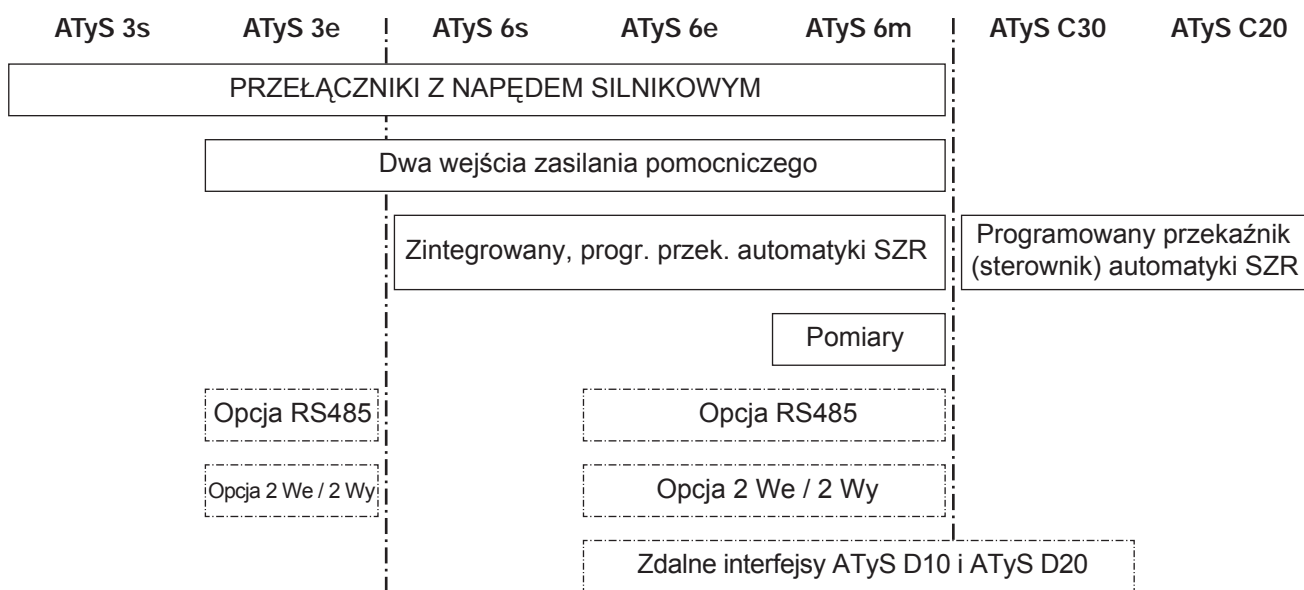 ATyS 3s ATyS 3e ATyS 6s ATyS 6e ATyS 6m ATyS C30 ATyS C20
PRZEŁĄCZNIKI Z NAPĘDEM SILNIKOWYM
Dwa wejścia zasilania pomocniczego
Zintegrowany, progr. przek. automatyki SZR
Programowany przekaźnik
(sterownik) automatyki SZR
Pomiary
Opcja RS485 Opcja RS485
Opcja 2 We / 2 Wy Opcja 2 We / 2 Wy
Zdalne interfejsy ATyS D10 i ATyS D20